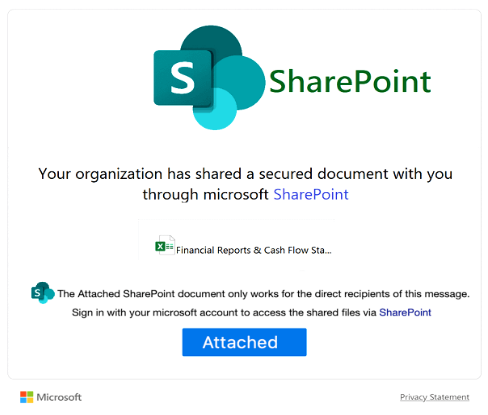 S
SharePoint
Your organization has shared a secured document with you
through microsoft SharePoint
Financial Reports & Cash Flow Sta...
S
The Attached SharePoint document only works for the direct recipients of this message.
Sign in with your microsoft account to access the shared files via SharePoint
Attached
Microsoft
Privacy Statement